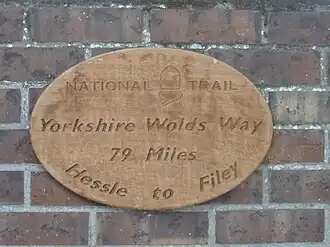 NATIONAL TRAIL
Yorkshire Wolds Way
79 Miles
Hessle to Filey